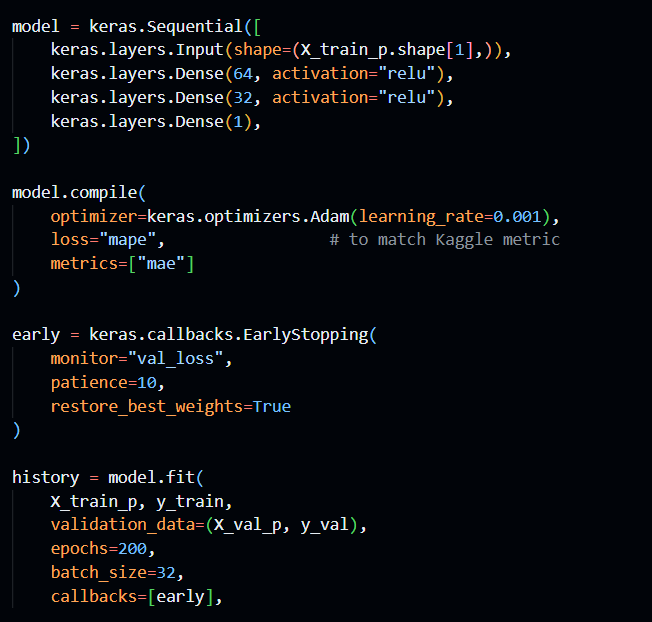 model = keras.Sequential([
    keras.layers.Input(shape=(X_train_p.shape[1],)),
    keras.layers.Dense(64, activation="relu"),
    keras.layers.Dense(32, activation="relu"),
    keras.layers.Dense(1),
])

model.compile(
    optimizer=keras.optimizers.Adam(learning_rate=0.001),
    loss="mape",                 # to match Kaggle metric
    metrics=["mae"]
)

early = keras.callbacks.EarlyStopping(
    monitor="val_loss",
    patience=10,
    restore_best_weights=True
)

history = model.fit(
    X_train_p, y_train,
    validation_data=(X_val_p, y_val),
    epochs=200,
    batch_size=32,
    callbacks=[early],